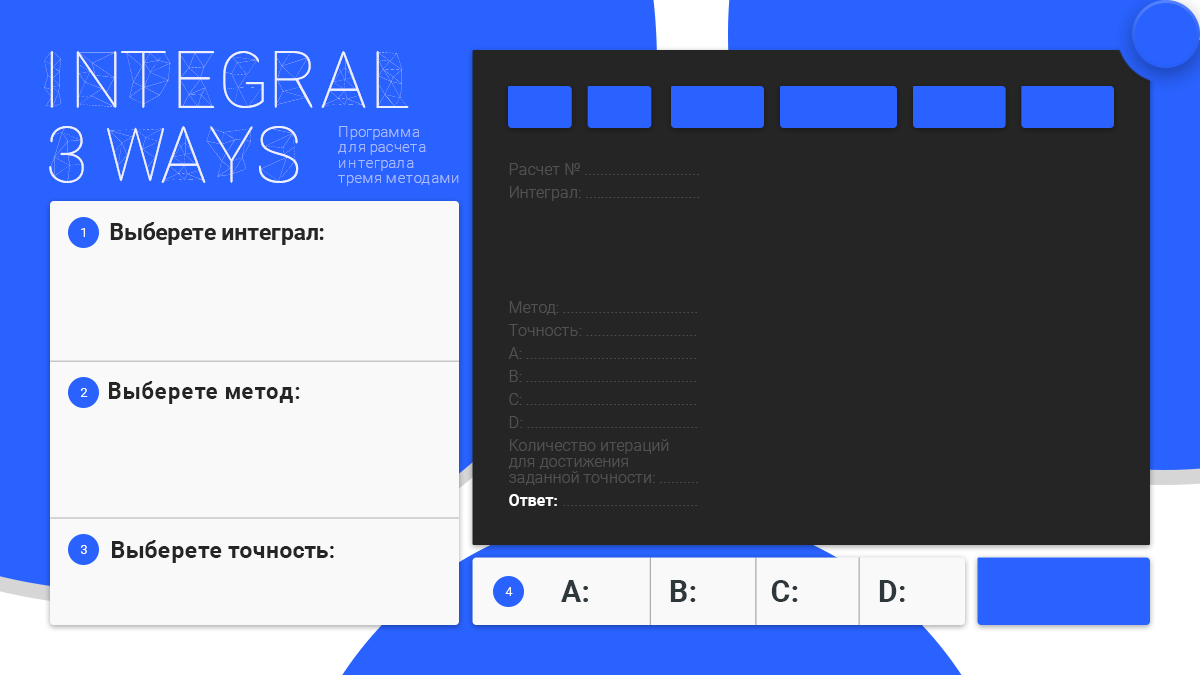 INTEGRAL
3 WAYS
Программа
для расчета
интеграла
тремя методами
1 Выберете интеграл:
2 Выберете метод:
3 Выберете точность:
Расчет № ............................
Интеграл: ............................
Метод: .................................
Точность: ...........................
A: .........................................
B: .........................................
C: .........................................
D: .........................................
Количество итераций
для достижения
заданной точности: ..........
Ответ: .................................
4 A: B: C: D: